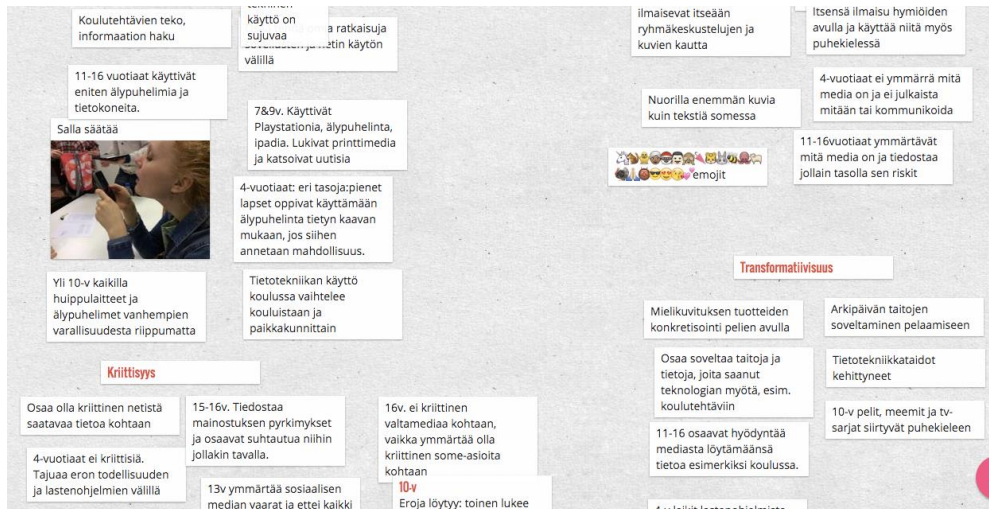 Koulutehtävien teko,
informaation haku
käyttö on
sujuvaa
ratkaisuja
netin käytön
välillä
11-16 vuotiaat käyttivät
eniten älypuhelimia ja
tietokoneita.
Salla säätää
7&9v. Käyttivät
Playstationia, älypuhelinta,
ipadia. Lukivat printtimedia
ja katsoivat uutisia
4-vuotiaat: eri tasoja:pienet
lapset oppivat käyttämään
älypuhelinta tietyn kaavan
mukaan, jos siihen
annetaan mahdollisuus.
Yli 10-v kaikilla
huippulaitteet ja
älypuhelimet vanhempien
varallisuudesta riippumatta
Tietotekniikan käyttö
koulussa vaihtelee
kouluistaan ja
paikkakunnittain
Kriittisyys
Osaa olla kriittinen netistä
saatavaa tietoa kohtaan
4-vuotiaat ei kriittisiä.
Tajuaa eron todellisuuden
ja lastenohjelmien välillä
15-16v. Tiedostaa
mainostuksen pyrkimykset
ja osaavat suhtautua niihin
jollakin tavalla.
13v ymmärtää sosiaalisen
median vaarat ja ettei kaikki
16v. ei kriittinen
valtamediaa kohtaan,
vaikka ymmärtää olla
kriittinen some-asioita
kohtaan
10-v
Eroja löytyy: toinen lukee
ilmaisevat itseään
ryhmäkeskustelujen ja
kuvien kautta
Itsensä ilmaisu hymiöiden
avulla ja käyttää niitä myös
puhekielessä
Nuorilla enemmän kuvia
kuin tekstiä somessa
4-vuotiaat ei ymmärrä mitä
media on ja ei julkaista
mitään tai kommunikoida
emojit
11-16vuotiaat ymmärtävät
mitä media on ja tiedostaa
jollain tasolla sen riskit
Transformatiivisuus
Mielikuvituksen tuotteiden
konkretisointi pelien avulla
Arkipäivän taitojen
soveltaminen pelaamiseen
Osaa soveltaa taitoja ja
tietoja, joita saanut
teknologian myötä, esim.
koulutehtäviin
Tietotekniikkataidot
kehittyneet
10-v pelit, meemit ja tv-
sarjat siirtyvät puhekieleen
11-16 osaavat hyödyntää
mediasta löytämäänsä
tietoa esimerkiksi koulussa.